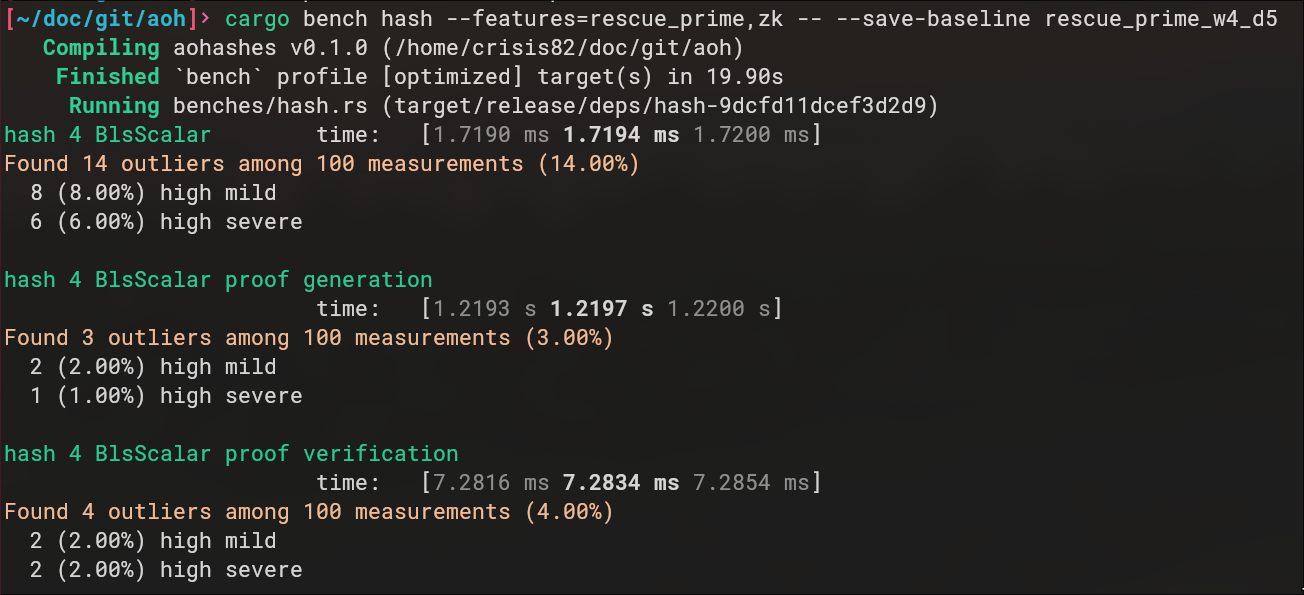 [~/doc/git/aoh]› cargo bench hash --features=rescue_prime,zk -- --save-baseline rescue_prime_w4_d5
Compiling aohashes v0.1.0 (/home/crisis82/doc/git/aoh)
Finished `bench` profile [optimized] target(s) in 19.90s
Running benches/hash.rs (target/release/deps/hash-9dcfd11dcef3d2d9)
hash 4 BlsScalar time: [1.7190 ms 1.7194 ms 1.7200 ms]
Found 14 outliers among 100 measurements (14.00%)
8 (8.00%) high mild
6 (6.00%) high severe
hash 4 BlsScalar proof generation
time: [1.2193 s 1.2197 s 1.2200 s]
Found 3 outliers among 100 measurements (3.00%)
2 (2.00%) high mild
1 (1.00%) high severe
hash 4 BlsScalar proof verification
time: [7.2816 ms 7.2834 ms 7.2854 ms]
Found 4 outliers among 100 measurements (4.00%)
2 (2.00%) high mild
2 (2.00%) high severe